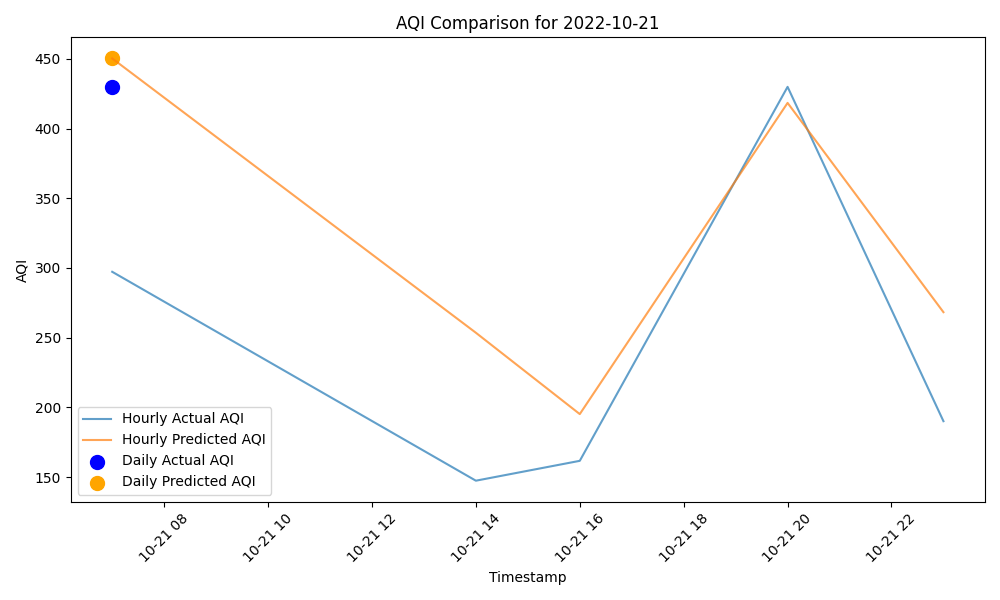 AQI Comparison for 2022-10-21
AQI
450
400
350
300
250
200
150
Hourly Actual AQI
Hourly Predicted AQI
Daily Actual AQI
Daily Predicted AQI
10-21 08
10-21 10
10-21 12
10-21 14
10-21 16
10-21 18
10-21 20
10-21 22
Timestamp